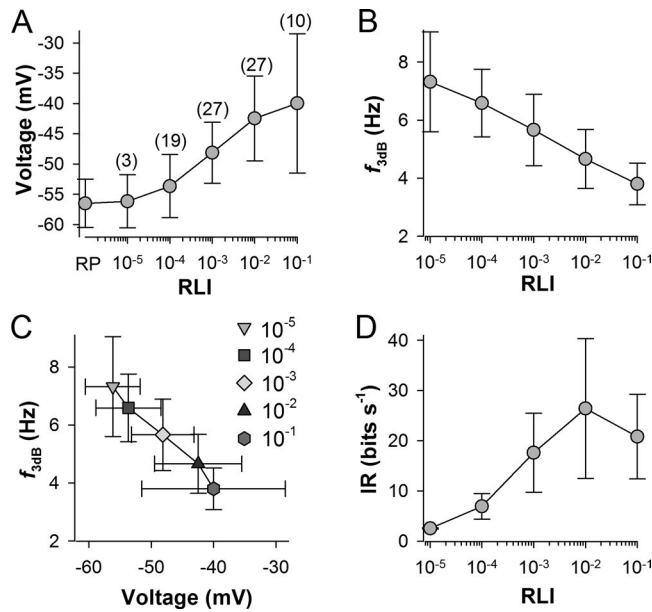 A
Voltage (mV)
-30
-35
-40
-45
-50
-55
-60
(3)
(19)
(27)
(27)
(10)
RP 10⁻⁵ 10⁻⁴ 10⁻³ 10⁻² 10⁻¹
RLI
B
f3dB (Hz)
8
6
4
2
10⁻⁵ 10⁻⁴ 10⁻³ 10⁻² 10⁻¹
RLI
C
f3dB (Hz)
8
6
4
2
10⁻⁵
10⁻⁴
10⁻³
10⁻²
10⁻¹
-60 -50 -40 -30
Voltage (mV)
D
IR (bits s⁻¹)
40
30
20
10
0
10⁻⁵ 10⁻⁴ 10⁻³ 10⁻² 10⁻¹
RLI